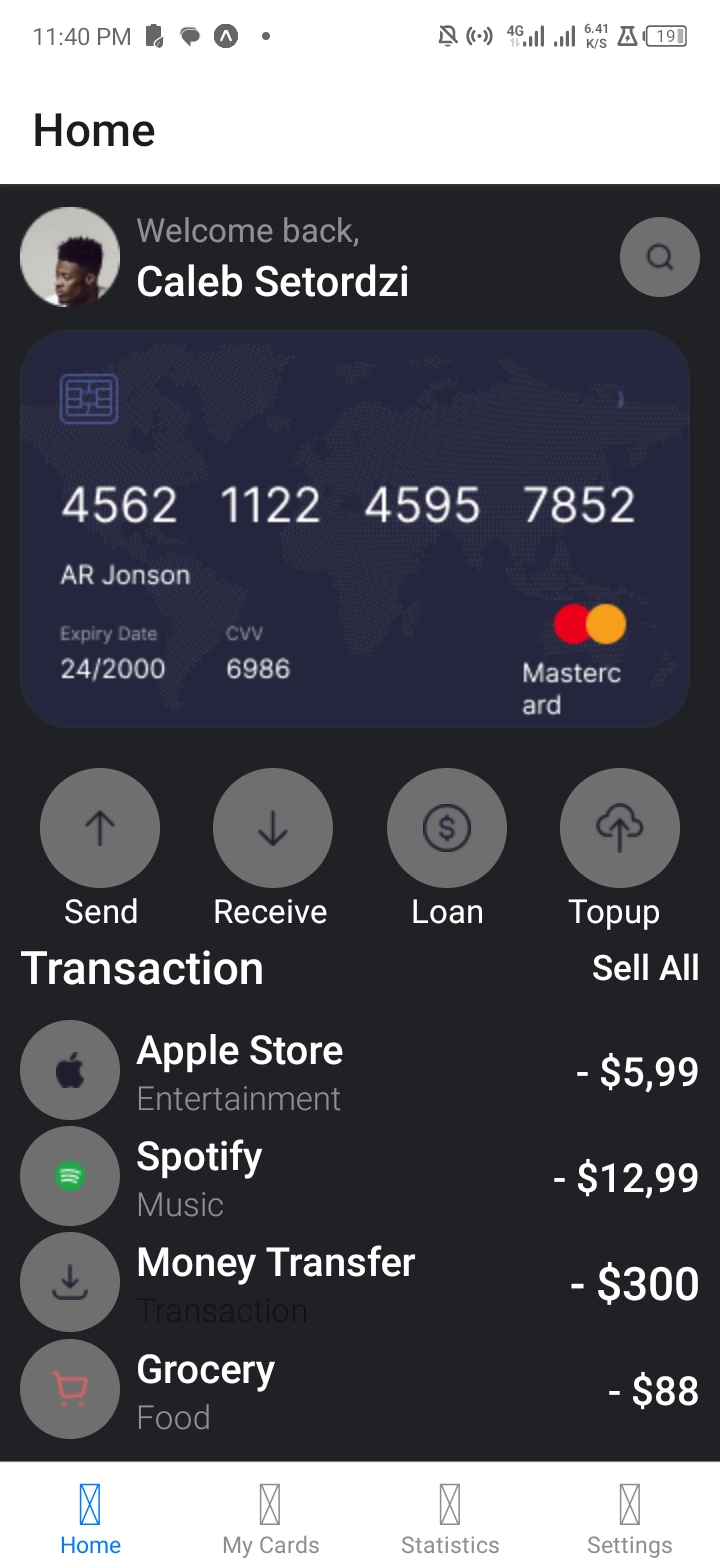 11:40 PM 4G 6.41 K/S 19
Home
Welcome back,
Caleb Setordzi
4562 1122 4595 7852
AR Jonson
Expiry Date CVV
24/2000 6986
Masterc
ard
Send Receive Loan Topup
Transaction Sell All
Apple Store - $5,99
Entertainment
Spotify - $12,99
Music
Money Transfer - $300
Transaction
Grocery - $88
Food
Home My Cards Statistics Settings